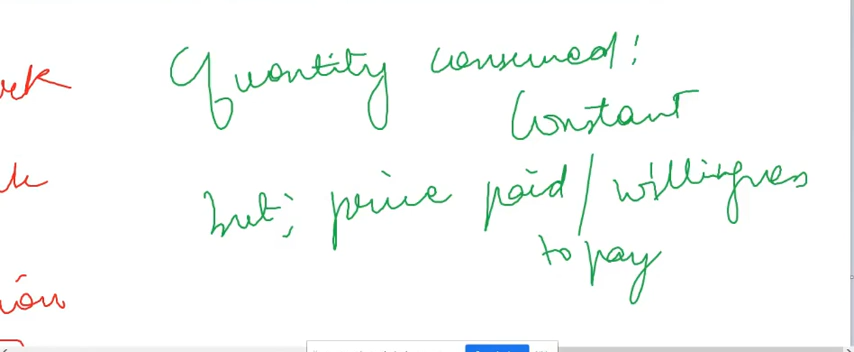 Quantity consumed:
Constant
but; price paid / willingness
to pay